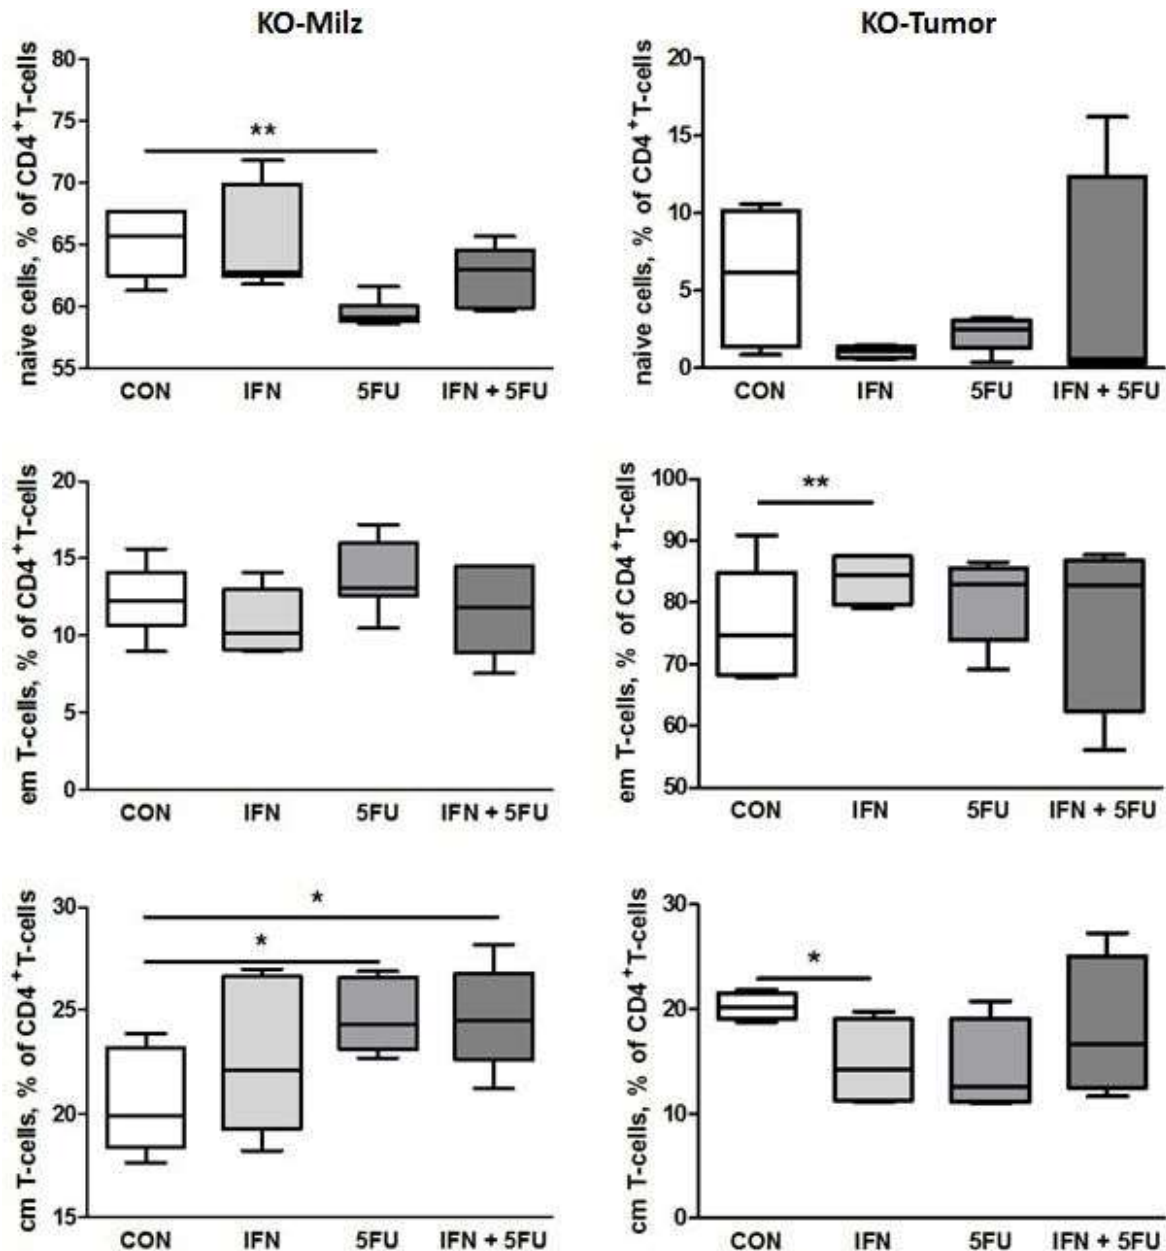 KO-Milz
KO-Tumor
naive cells, % of CD4⁺T-cells
80
75
70
65
60
55
**
CON IFN 5FU IFN + 5FU
naive cells, % of CD4⁺T-cells
20
15
10
5
0
CON IFN 5FU IFN + 5FU
em T-cells, % of CD4⁺T-cells
20
15
10
5
0
CON IFN 5FU IFN + 5FU
em T-cells, % of CD4⁺T-cells
100
90
80
70
60
50
**
CON IFN 5FU IFN + 5FU
cm T-cells, % of CD4⁺T-cells
30
25
20
15
*
*
CON IFN 5FU IFN + 5FU
cm T-cells, % of CD4⁺T-cells
30
20
10
0
*
CON IFN 5FU IFN + 5FU